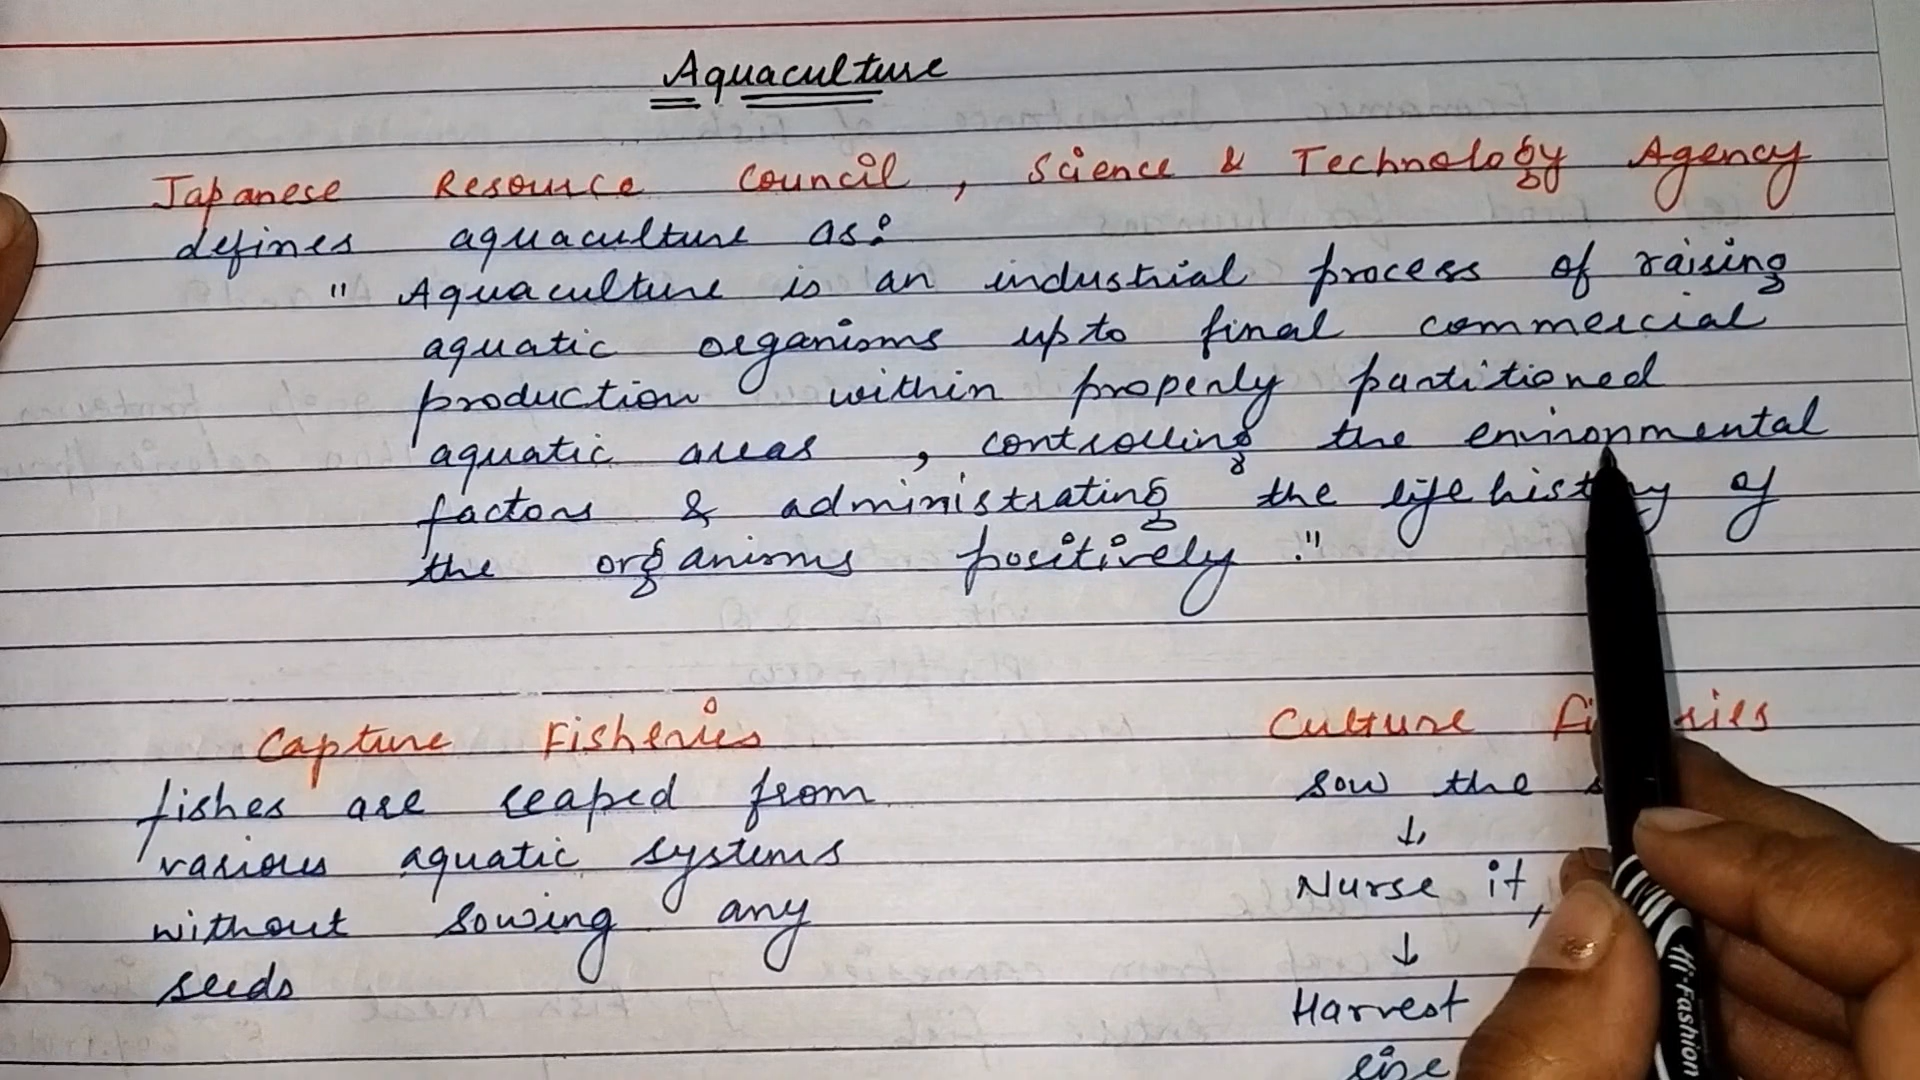 Aquaculture
Japanese Resource Council, Science & Technology Agency
defines aquaculture as:
" Aquaculture is an industrial process of raising
aquatic organisms upto final commercial
production within properly partitioned
aquatic areas, controlling the environmental
factors & administrating the life history of
the organisms positively."
Capture Fisheries
fishes are reaped from
various aquatic systems
without sowing any
seeds
Culture
sow the
↓
Nurse it,
↓
Harvest
Hi-Fashion